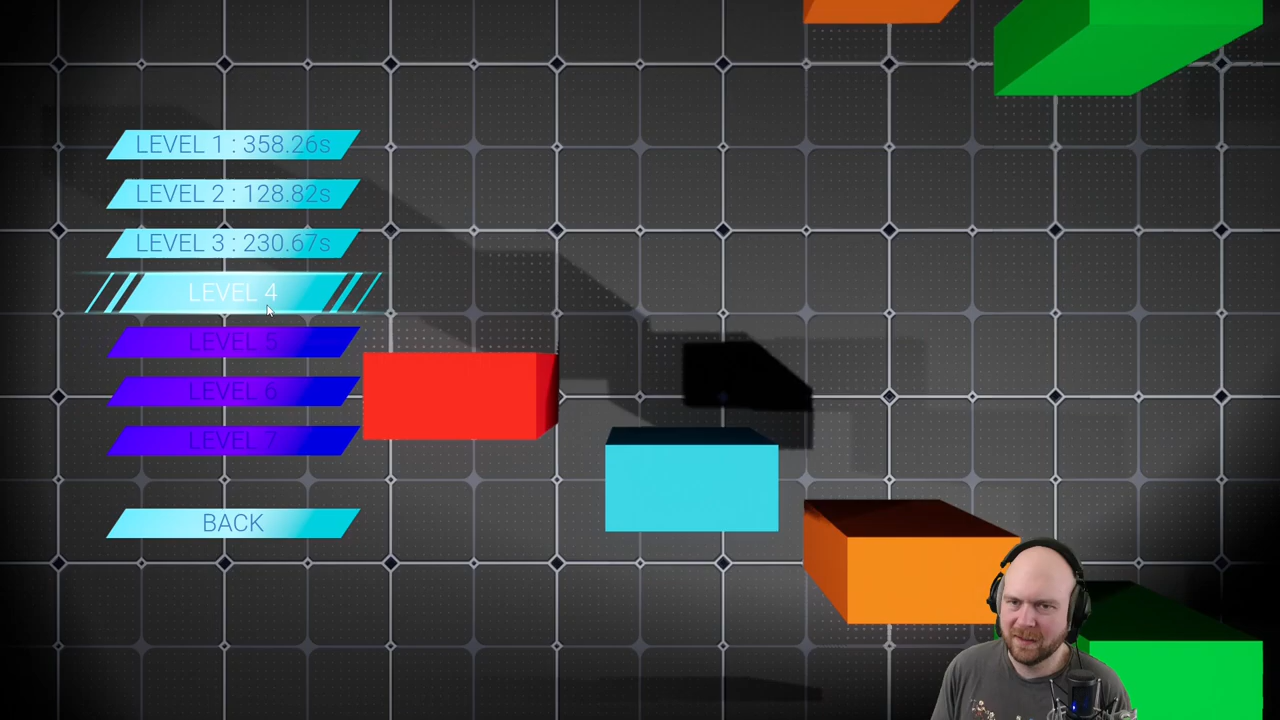 LEVEL 1 : 358.26s
LEVEL 2 : 128.82s
LEVEL 3 : 230.67s
LEVEL 4
LEVEL 5
LEVEL 6
LEVEL 7
BACK